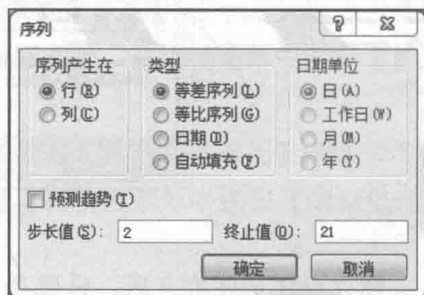 序列
序列产生在
行(R)
列(C)
类型
等差序列(L)
等比序列(G)
日期(D)
自动填充(F)
日期单位
日(A)
工作日(W)
月(M)
年(Y)
预测趋势(T)
步长值(S): 2
终止值(O): 21
确定
取消